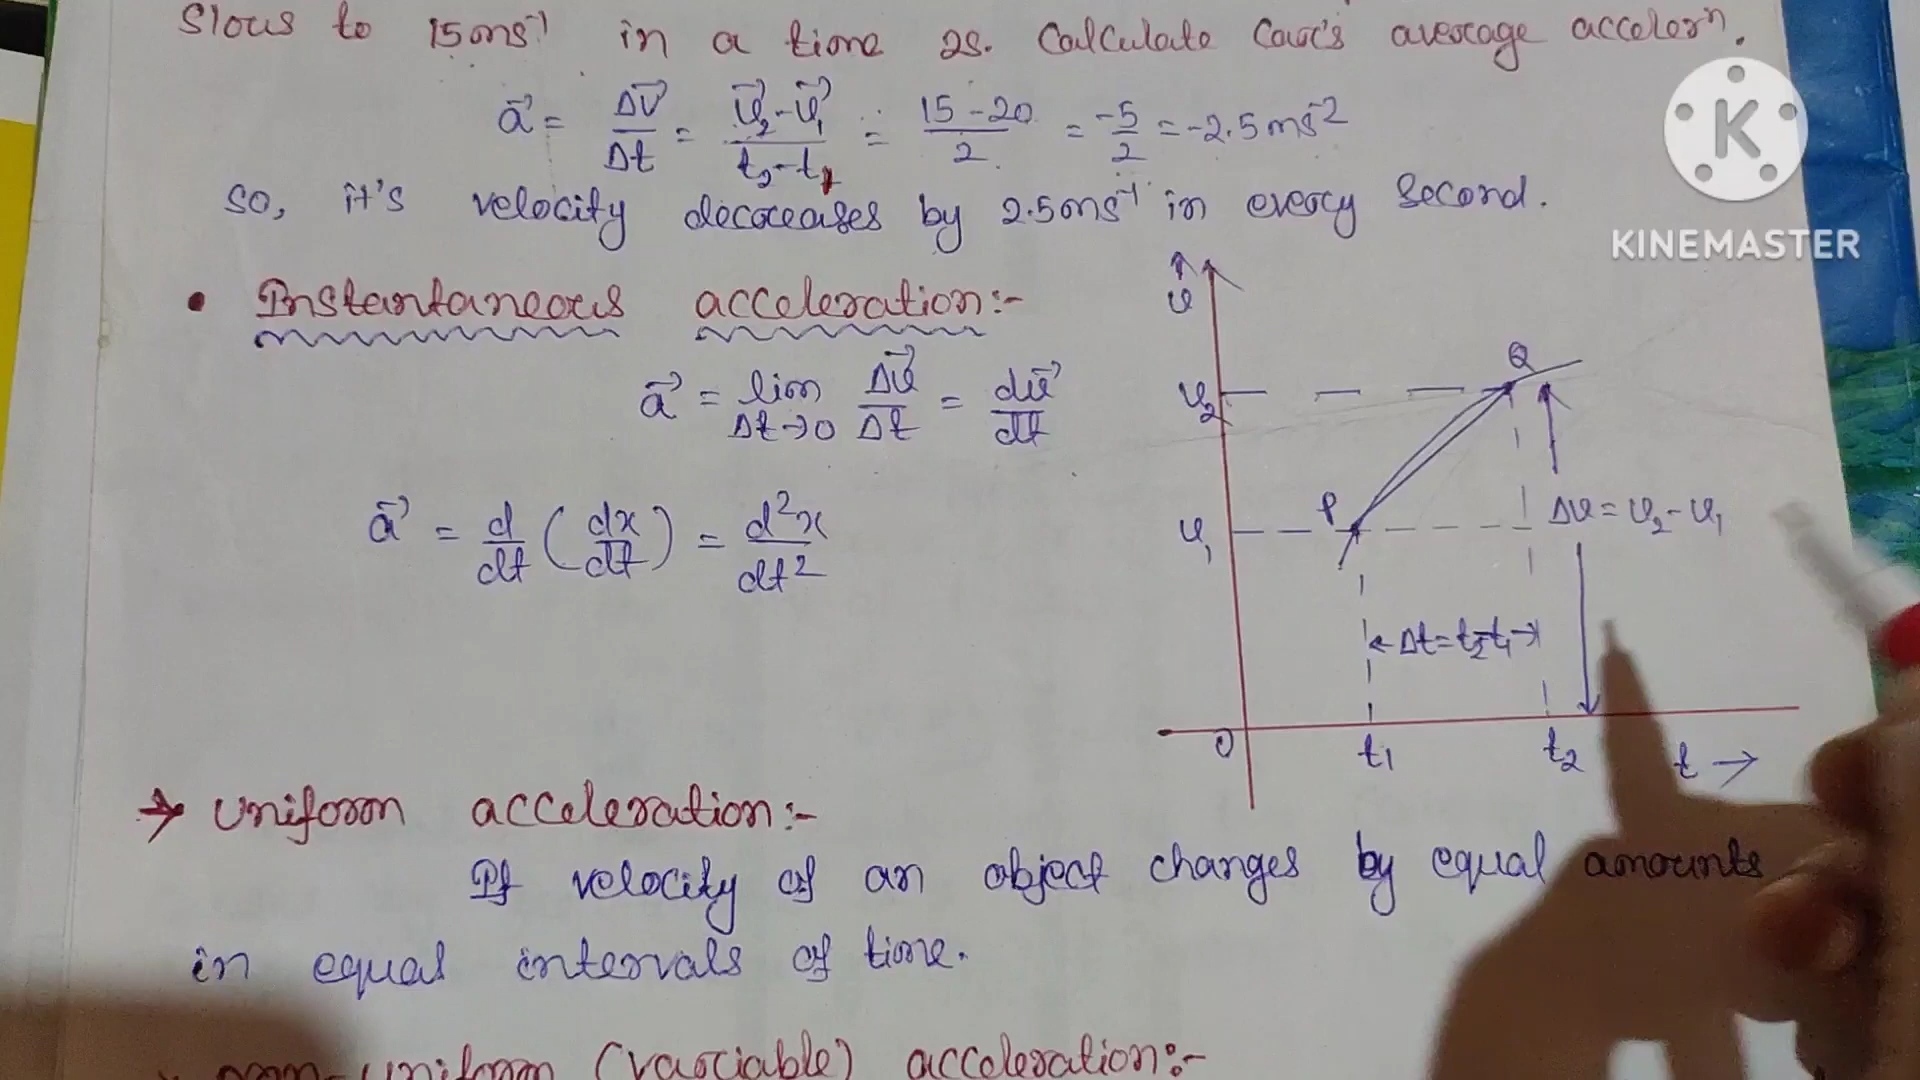 Slows to 15ms⁻¹ in a time 2s. Calculate Car's average accelern.
a⃗ = Δv⃗/Δt = (v⃗₂ - v⃗₁)/(t₂ - t₁) = (15-20)/2 = -5/2 = -2.5ms⁻²
so, it's velocity decreases by 2.5ms⁻¹ in every second.
• Instantaneous acceleration:-
a⃗ = lim Δt→0 Δv⃗/Δt = dv⃗/dt
a⃗ = d/dt (dx/dt) = d²x/dt²
v
Q
v₂
P
v₁
Δv = v₂ - v₁
Δt = t₂-t₁
O
t₁
t₂
t →
→ Uniform acceleration:-
If velocity of an object changes by equal amounts
in equal intervals of time.
non-uniform (variable) acceleration:-
K
KINEMASTER